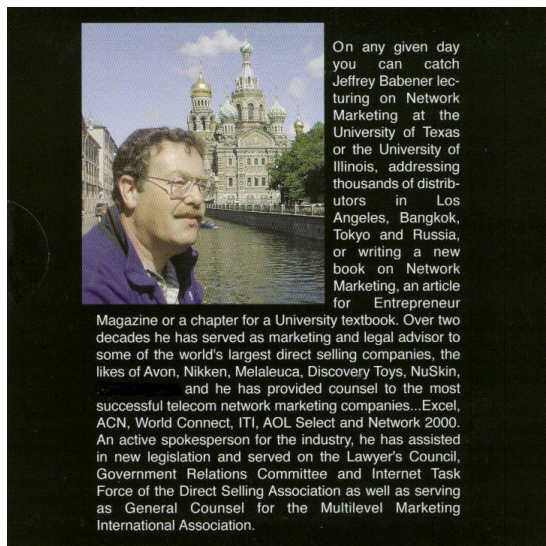 On any given day
you can catch
Jeffrey Babener lec-
turing on Network
Marketing at the
University of Texas
or the University of
Illinois, addressing
thousands of distrib-
utors in Los
Angeles, Bangkok,
Tokyo and Russia,
or writing a new
book on Network
Marketing, an article
for Entrepreneur
Magazine or a chapter for a University textbook. Over two
decades he has served as marketing and legal advisor to
some of the world's largest direct selling companies, the
likes of Avon, Nikken, Melaleuca, Discovery Toys, NuSkin,
and he has provided counsel to the most
successful telecom network marketing companies...Excel,
ACN, World Connect, ITI, AOL Select and Network 2000.
An active spokesperson for the industry, he has assisted
in new legislation and served on the Lawyer's Council,
Government Relations Committee and Internet Task
Force of the Direct Selling Association as well as serving
as General Counsel for the Multilevel Marketing
International Association.